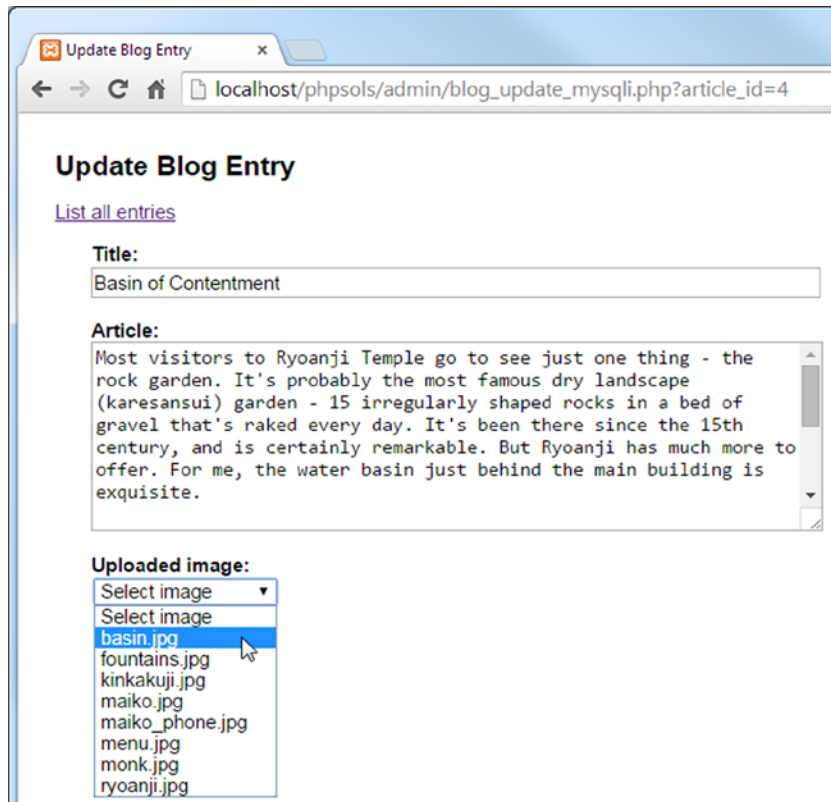 Update Blog Entry
localhost/phpsols/admin/blog_update_mysqli.php?article_id=4
Update Blog Entry
List all entries
Title:
Basin of Contentment
Article:
Most visitors to Ryoanji Temple go to see just one thing - the
rock garden. It's probably the most famous dry landscape
(karesansui) garden - 15 irregularly shaped rocks in a bed of
gravel that's raked every day. It's been there since the 15th
century, and is certainly remarkable. But Ryoanji has much more to
offer. For me, the water basin just behind the main building is
exquisite.
Uploaded image:
Select image
Select image
basin.jpg
fountains.jpg
kinkakuji.jpg
maiko.jpg
maiko_phone.jpg
menu.jpg
monk.jpg
ryoanji.jpg